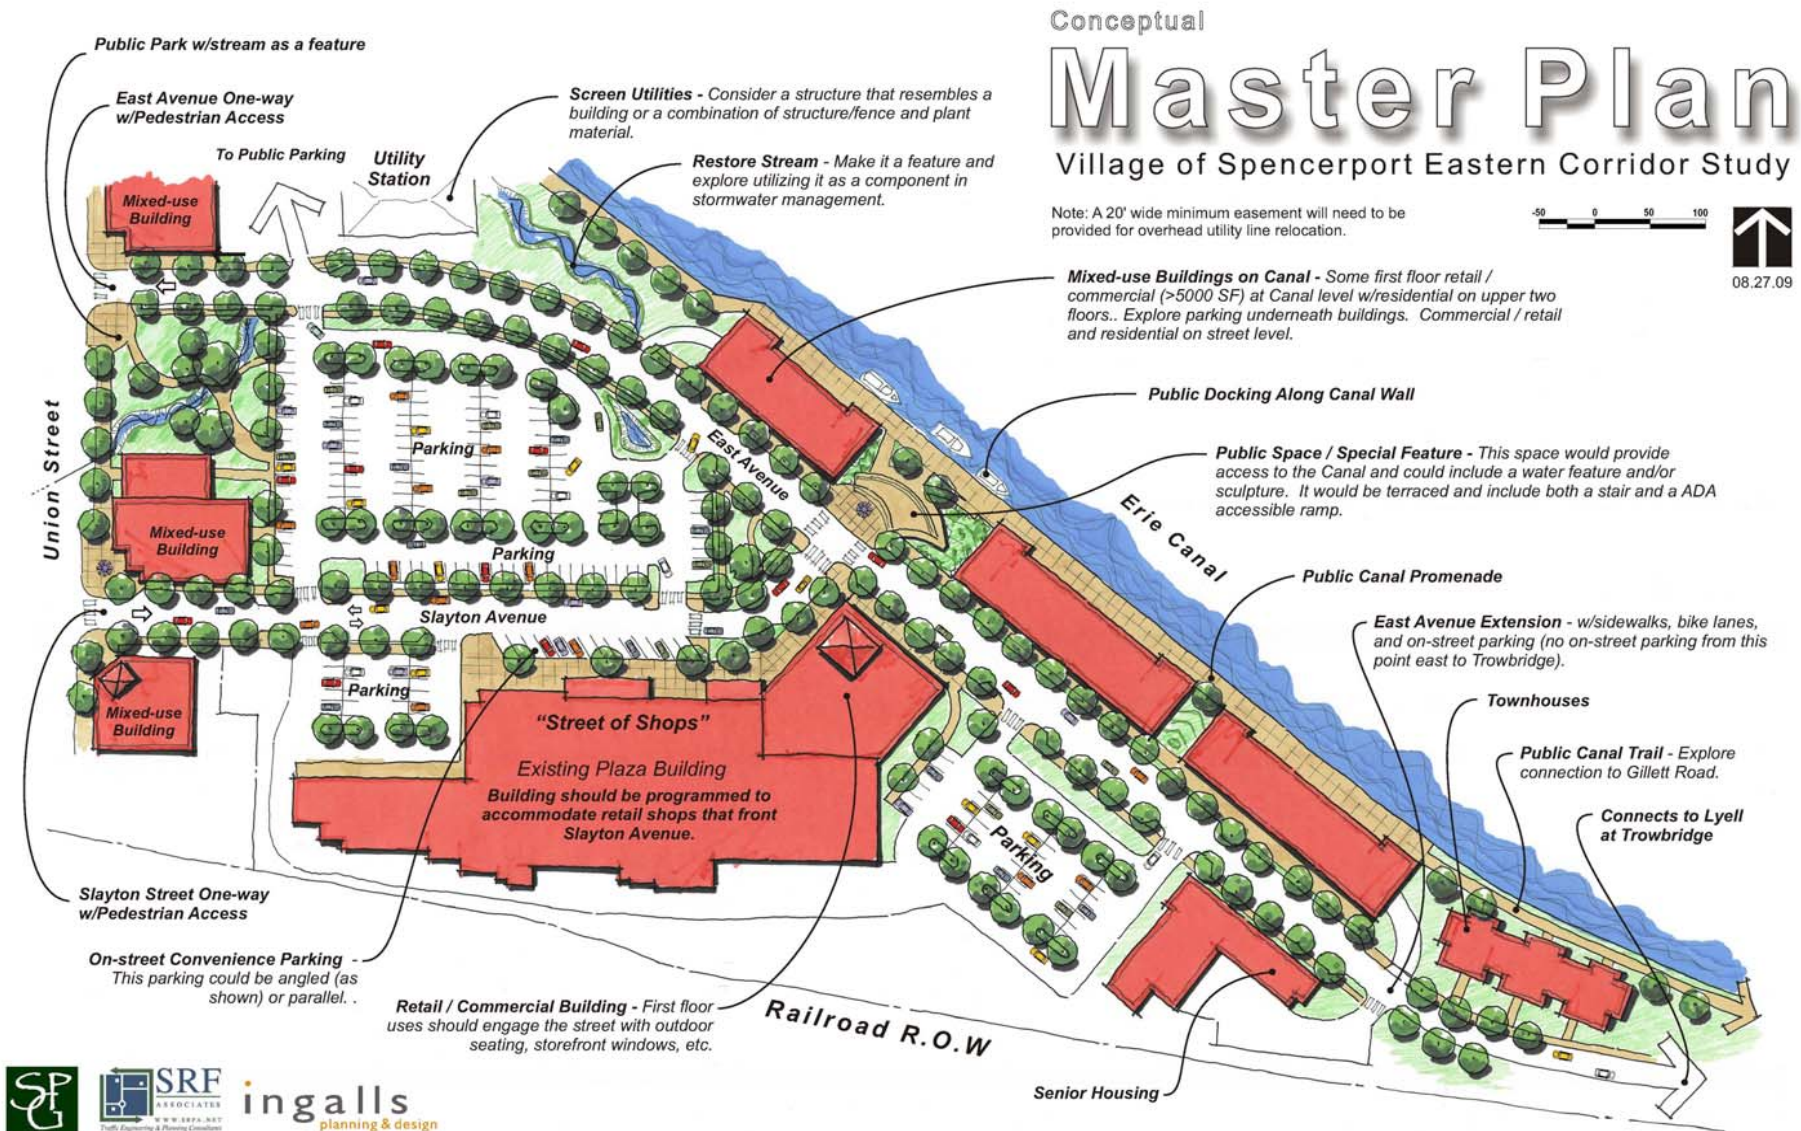 Conceptual
Master Plan
Village of Spencerport Eastern Corridor Study
Note: A 20' wide minimum easement will need to be
provided for overhead utility line relocation.
-50 0 50 100
08.27.09
Public Park w/stream as a feature
East Avenue One-way
w/Pedestrian Access
To Public Parking
Utility
Station
Screen Utilities - Consider a structure that resembles a
building or a combination of structure/fence and plant
material.
Restore Stream - Make it a feature and
explore utilizing it as a component in
stormwater management.
Mixed-use
Building
Mixed-use Buildings on Canal - Some first floor retail /
commercial (>5000 SF) at Canal level w/residential on upper two
floors.. Explore parking underneath buildings. Commercial / retail
and residential on street level.
Public Docking Along Canal Wall
Public Space / Special Feature - This space would provide
access to the Canal and could include a water feature and/or
sculpture. It would be terraced and include both a stair and a ADA
accessible ramp.
Union Street
Parking
East Avenue
Erie Canal
Mixed-use
Building
Parking
Public Canal Promenade
Slayton Avenue
East Avenue Extension - w/sidewalks, bike lanes,
and on-street parking (no on-street parking from this
point east to Trowbridge).
Parking
Mixed-use
Building
"Street of Shops"
Existing Plaza Building
Building should be programmed to
accommodate retail shops that front
Slayton Avenue.
Townhouses
Public Canal Trail - Explore
connection to Gillett Road.
Connects to Lyell
at Trowbridge
Parking
Slayton Street One-way
w/Pedestrian Access
On-street Convenience Parking -
This parking could be angled (as
shown) or parallel. .
Retail / Commercial Building - First floor
uses should engage the street with outdoor
seating, storefront windows, etc.
Railroad R.O.W
Senior Housing
SPG
SRF
ASSOCIATES
WWW.SRFA.NET
Traffic Engineering & Planning Consultants
ingalls
planning & design